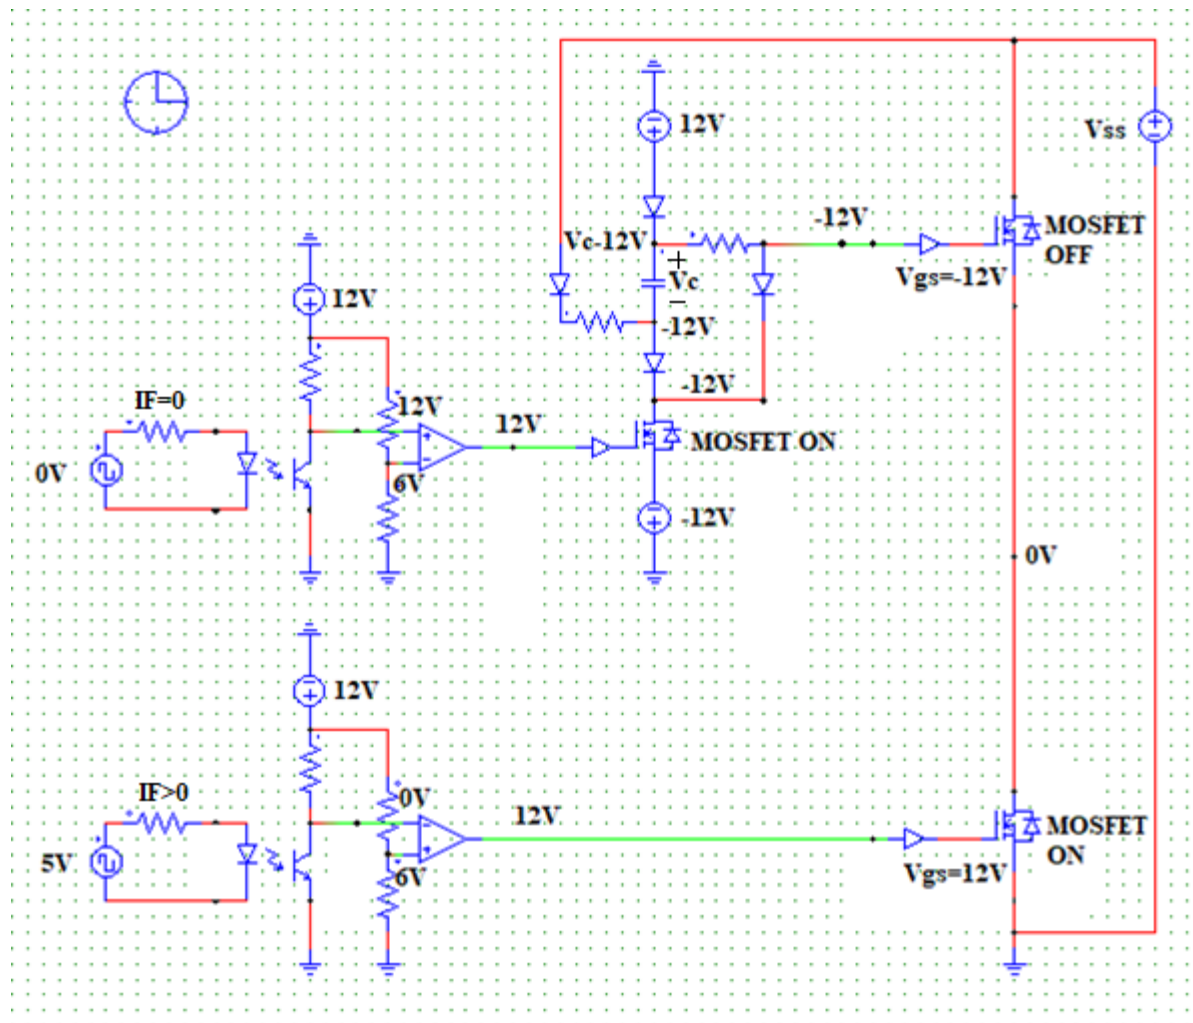 12V
Vss
-12V
MOSFET
OFF
Vc-12V
+
Vc
−
Vgs=-12V
12V
-12V
-12V
IF=0
12V
12V
MOSFET ON
0V
6V
-12V
0V
12V
IF>0
0V
12V
MOSFET
ON
5V
6V
Vgs=12V